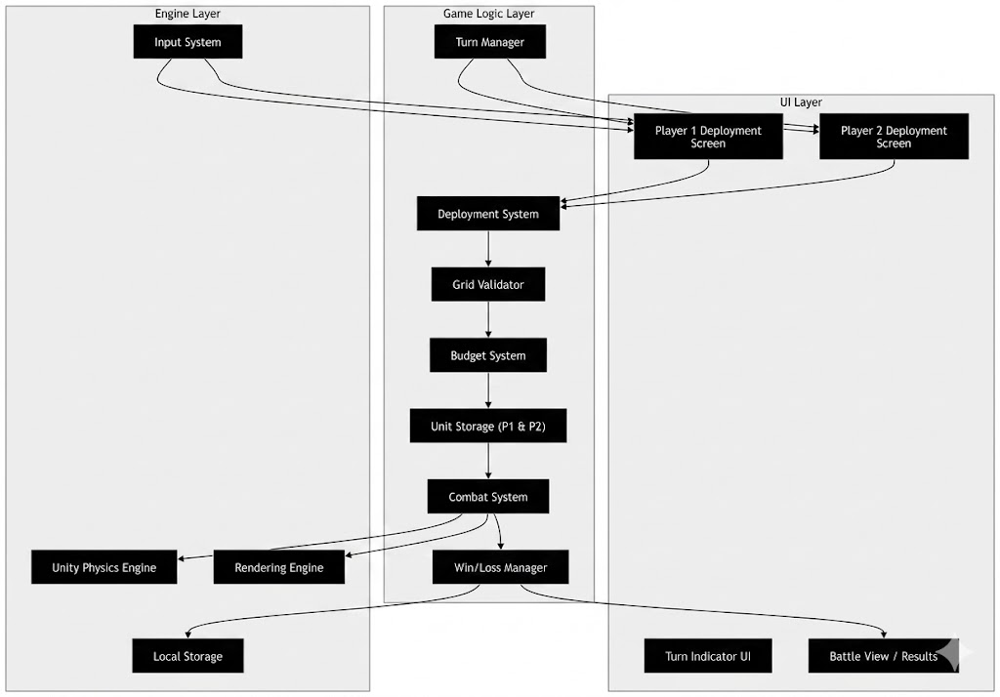 Engine Layer
Game Logic Layer
Input System
Turn Manager
UI Layer
Player 1 Deployment
Screen
Player 2 Deployment
Screen
Deployment System
Grid Validator
Budget System
Unit Storage (P1 & P2)
Combat System
Unity Physics Engine
Rendering Engine
Win/Loss Manager
Local Storage
Turn Indicator UI
Battle View / Results